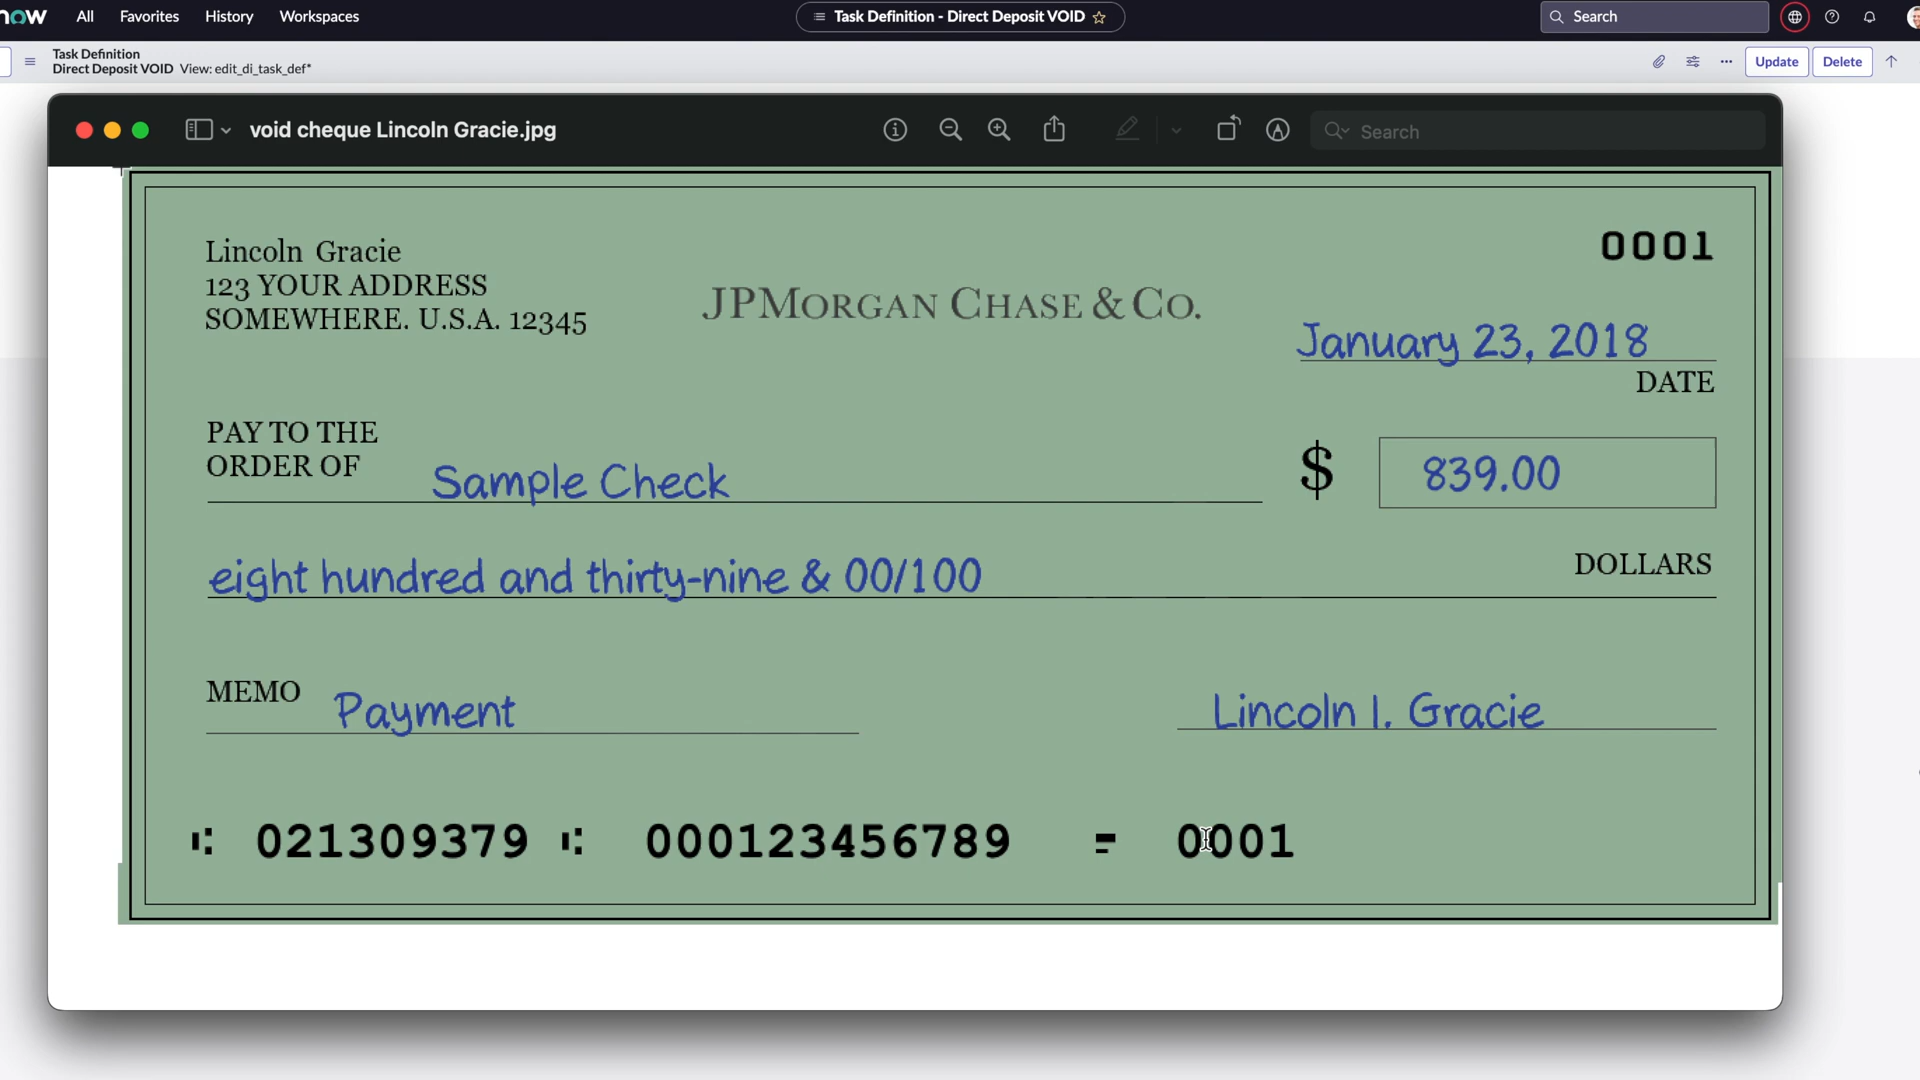 now All Favorites History Workspaces Task Definition - Direct Deposit VOID Search
Task Definition
Direct Deposit VOID View: edit_di_task_def* Update Delete
void cheque Lincoln Gracie.jpg Search
Lincoln Gracie
0001
123 YOUR ADDRESS
JPMORGAN CHASE & CO.
SOMEWHERE. U.S.A. 12345
January 23, 2018
DATE
PAY TO THE
ORDER OF Sample Check $ 839.00
eight hundred and thirty-nine & 00/100 DOLLARS
MEMO Payment Lincoln I. Gracie
⑆ 021309379 ⑆ 000123456789 0001